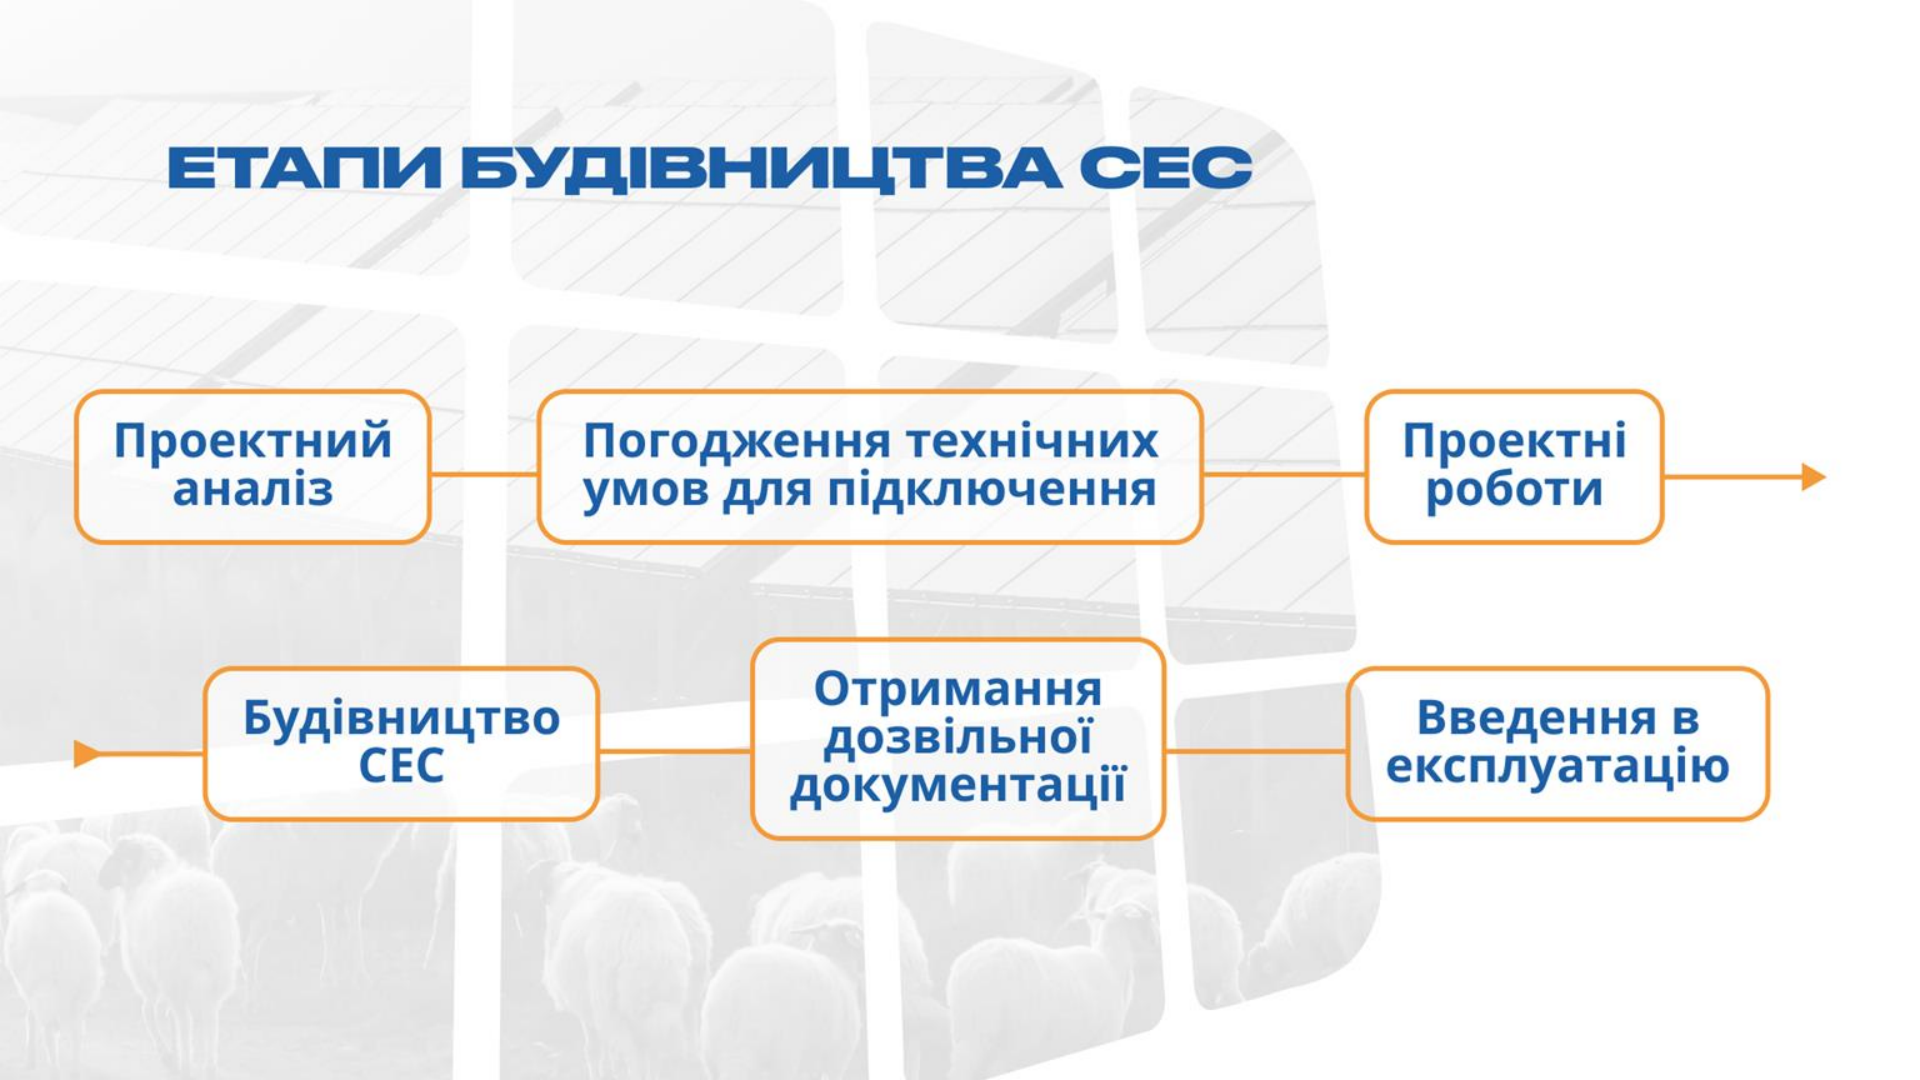 ЕТАПИ БУДІВНИЦТВА СЕС
Проектний
аналіз
Погодження технічних
умов для підключення
Проектні
роботи
Будівництво
СЕС
Отримання
дозвільної
документації
Введення в
експлуатацію